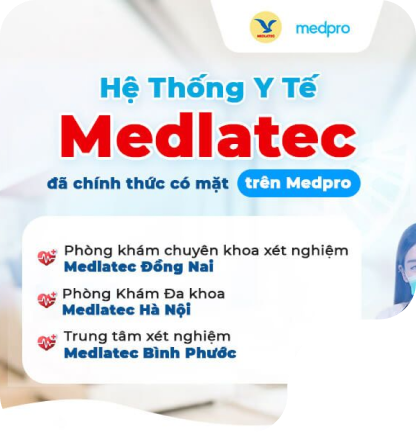 MEDLATEC medpro
Hệ Thống Y Tế
Medlatec
đã chính thức có mặt trên Medpro
Phòng khám chuyên khoa xét nghiệm
Medlatec Đồng Nai
Phòng Khám Đa khoa
Medlatec Hà Nội
Trung tâm xét nghiệm
Medlatec Bình Phước